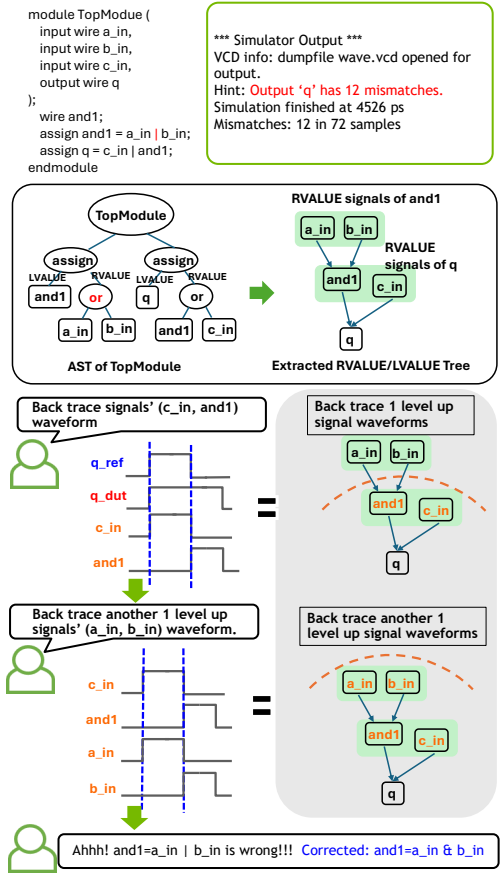 module TopModue (
input wire a_in,
input wire b_in,
input wire c_in,
output wire q
);
wire and1;
assign and1 = a_in | b_in;
assign q = c_in | and1;
endmodule
*** Simulator Output ***
VCD info: dumpfile wave.vcd opened for
output.
Hint: Output ‘q’ has 12 mismatches.
Simulation finished at 4526 ps
Mismatches: 12 in 72 samples
TopModule
assign
assign
LVALUE
RVALUE
LVALUE
RVALUE
and1
or
q
or
a_in
b_in
and1
c_in
AST of TopModule
RVALUE signals of and1
a_in
b_in
RVALUE
signals of q
and1
c_in
q
Extracted RVALUE/LVALUE Tree
Back trace signals’ (c_in, and1)
waveform
q_ref
q_dut
c_in
and1
=
Back trace 1 level up
signal waveforms
a_in
b_in
and1
c_in
q
Back trace another 1 level up
signals’ (a_in, b_in) waveform.
c_in
and1
a_in
b_in
=
Back trace another 1
level up signal waveforms
a_in
b_in
and1
c_in
q
Ahhh! and1=a_in | b_in is wrong!!! Corrected: and1=a_in & b_in